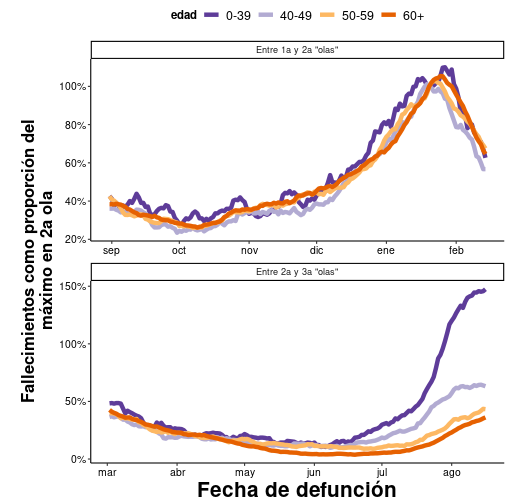 edad 0-39 40-49 50-59 60+
Entre 1a y 2a "olas"
100%
80%
60%
40%
20%
sep oct nov dic ene feb
Entre 2a y 3a "olas"
150%
100%
50%
0%
mar abr may jun jul ago
Fallecimientos como proporción del
máximo en 2a ola
Fecha de defunción